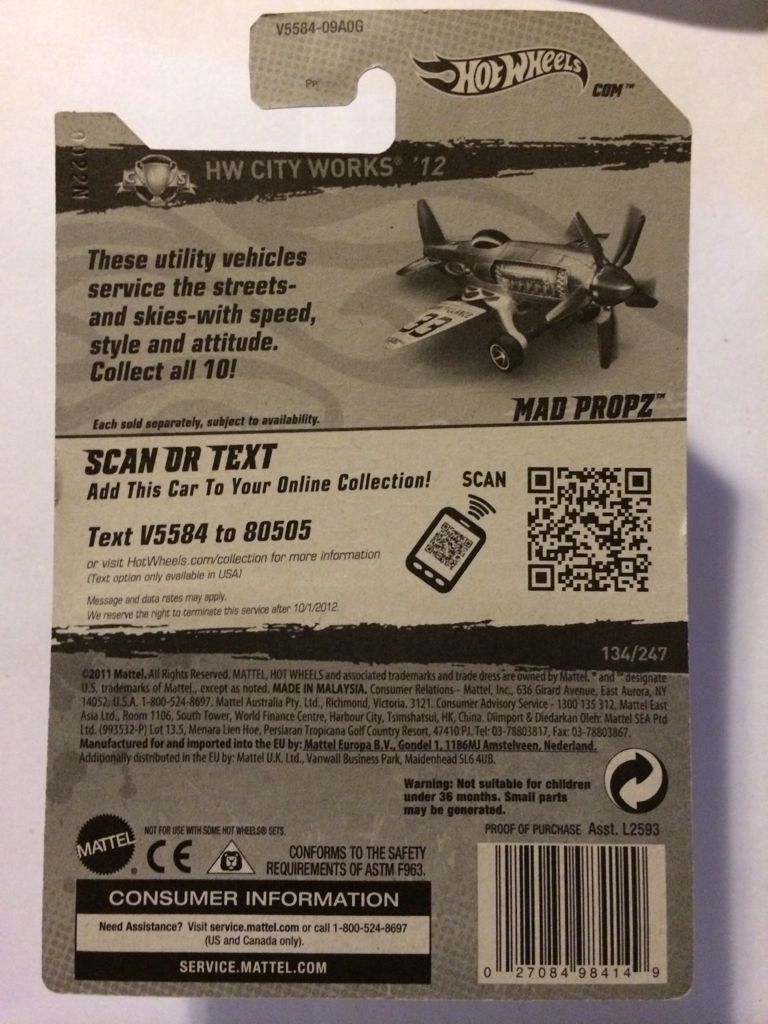 V5584-09A0G
HOT WHEELS
COM™
0922N
HW CITY WORKS® '12
These utility vehicles
service the streets-
and skies-with speed,
style and attitude.
Collect all 10!
33
MAD PROPZ™
Each sold separately, subject to availability.
SCAN OR TEXT
Add This Car To Your Online Collection!
SCAN
Text V5584 to 80505
or visit HotWheels.com/collection for more information
(Text option only available in USA)
Message and data rates may apply.
We reserve the right to terminate this service after 10/1/2012.
134/247
©2011 Mattel. All Rights Reserved. MATTEL, HOT WHEELS and associated trademarks and trade dress are owned by Mattel. ® and ™ designate
U.S. trademarks of Mattel, except as noted. MADE IN MALAYSIA. Consumer Relations - Mattel, Inc., 636 Girard Avenue, East Aurora, NY
14052, U.S.A. 1-800-524-8697. Mattel Australia Pty. Ltd., Richmond, Victoria. 3121. Consumer Advisory Service - 1300 135 312. Mattel East
Asia Ltd., Room 1106, South Tower, World Finance Centre, Harbour City, Tsimshatsui, HK, China. Diimport & Diedarkan Oleh: Mattel SEA Ptd
Ltd. (993532-P) Lot 13.5, Menara Lien Hoe, Persiaran Tropicana Golf Country Resort, 47410 PJ. Tel: 03-78803817, Fax: 03-78803867.
Manufactured for and imported into the EU by: Mattel Europa B.V., Gondel 1, 1186MJ Amstelveen, Nederland.
Additionally distributed in the EU by: Mattel U.K. Ltd., Vanwall Business Park, Maidenhead SL6 4UB.
Warning: Not suitable for children
under 36 months. Small parts
may be generated.
PROOF OF PURCHASE Asst. L2593
MATTEL
NOT FOR USE WITH SOME HOT WHEELS® SETS.
CE
CONFORMS TO THE SAFETY
REQUIREMENTS OF ASTM F963.
CONSUMER INFORMATION
Need Assistance? Visit service.mattel.com or call 1-800-524-8697
(US and Canada only).
SERVICE.MATTEL.COM
0 27084 98414 9